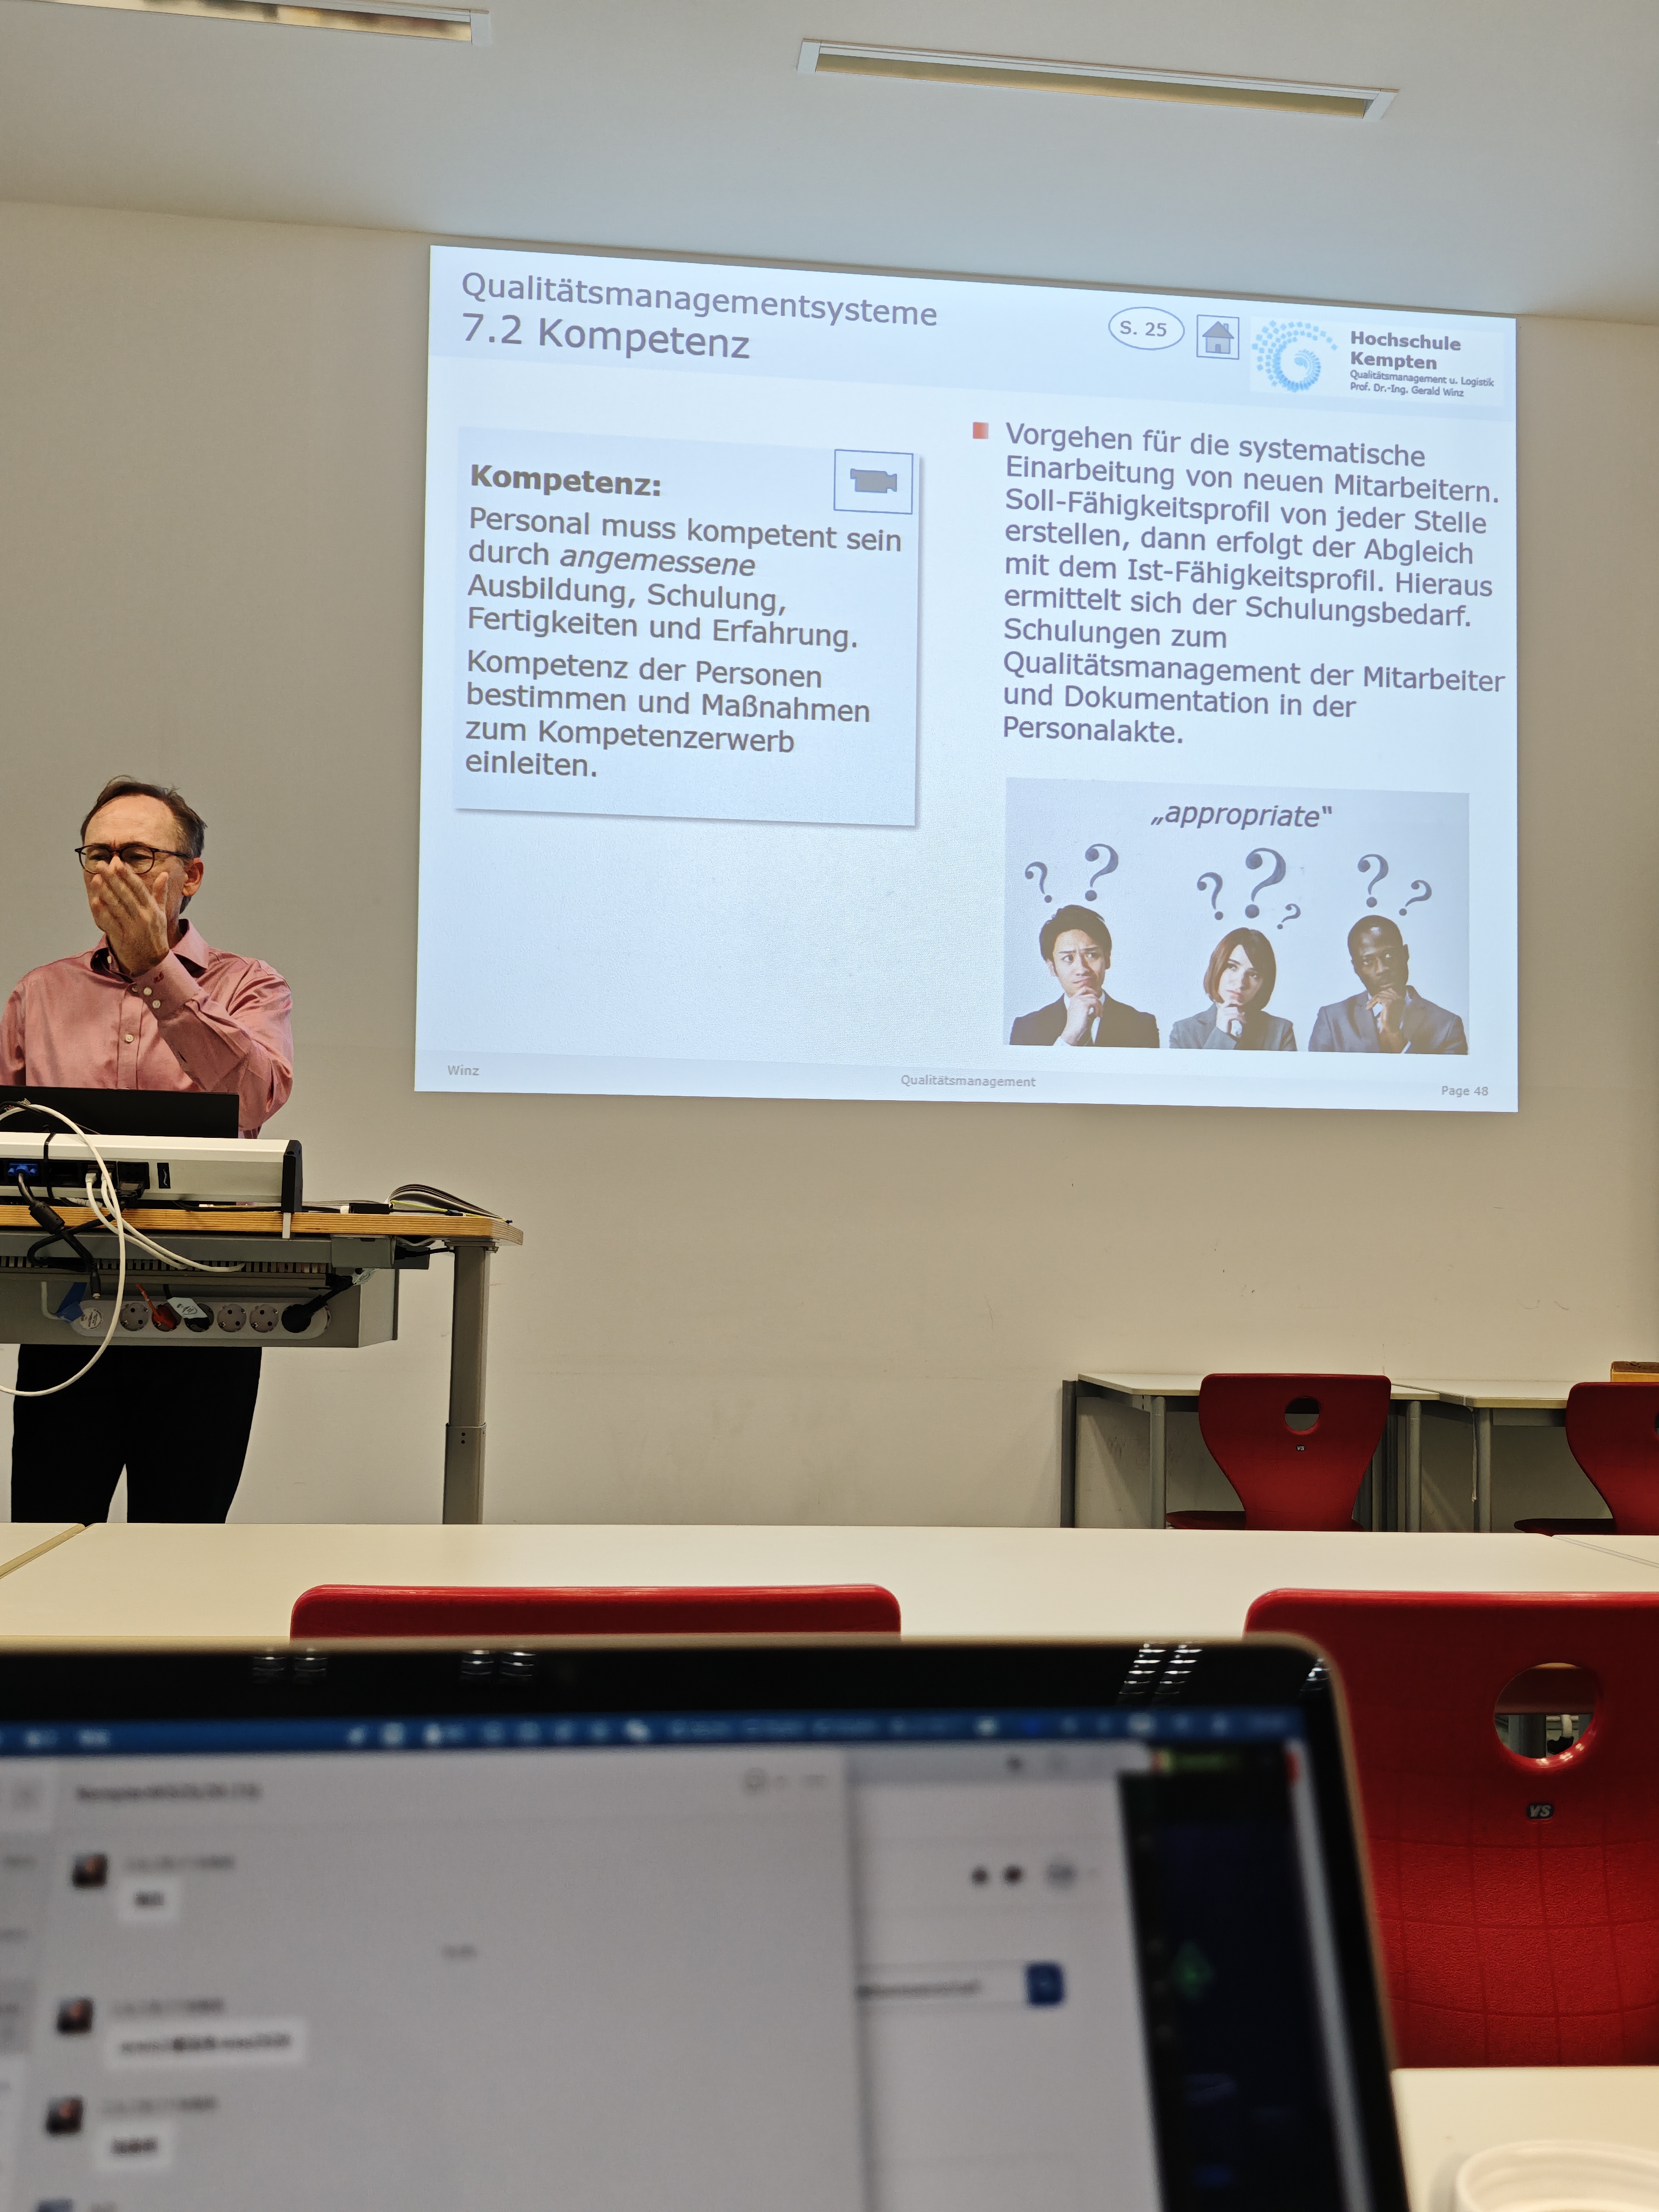 Qualitätsmanagementsysteme
7.2 Kompetenz
S. 25
Hochschule
Kempten
Qualitätsmanagement u. Logistik
Prof. Dr.-Ing. Gerald Winz
Kompetenz:
Personal muss kompetent sein
durch angemessene
Ausbildung, Schulung,
Fertigkeiten und Erfahrung.
Kompetenz der Personen
bestimmen und Maßnahmen
zum Kompetenzerwerb
einleiten.
Vorgehen für die systematische
Einarbeitung von neuen Mitarbeitern.
Soll-Fähigkeitsprofil von jeder Stelle
erstellen, dann erfolgt der Abgleich
mit dem Ist-Fähigkeitsprofil. Hieraus
ermittelt sich der Schulungsbedarf.
Schulungen zum
Qualitätsmanagement der Mitarbeiter
und Dokumentation in der
Personalakte.
„appropriate“
? ?
? ? ?
? ?
Winz
Qualitätsmanagement
Page 48
VS
VS